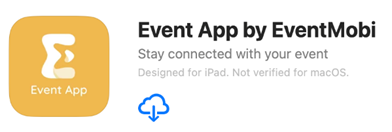 Event App by EventMobi
Stay connected with your event
Designed for iPad. Not verified for macOS.
Event App